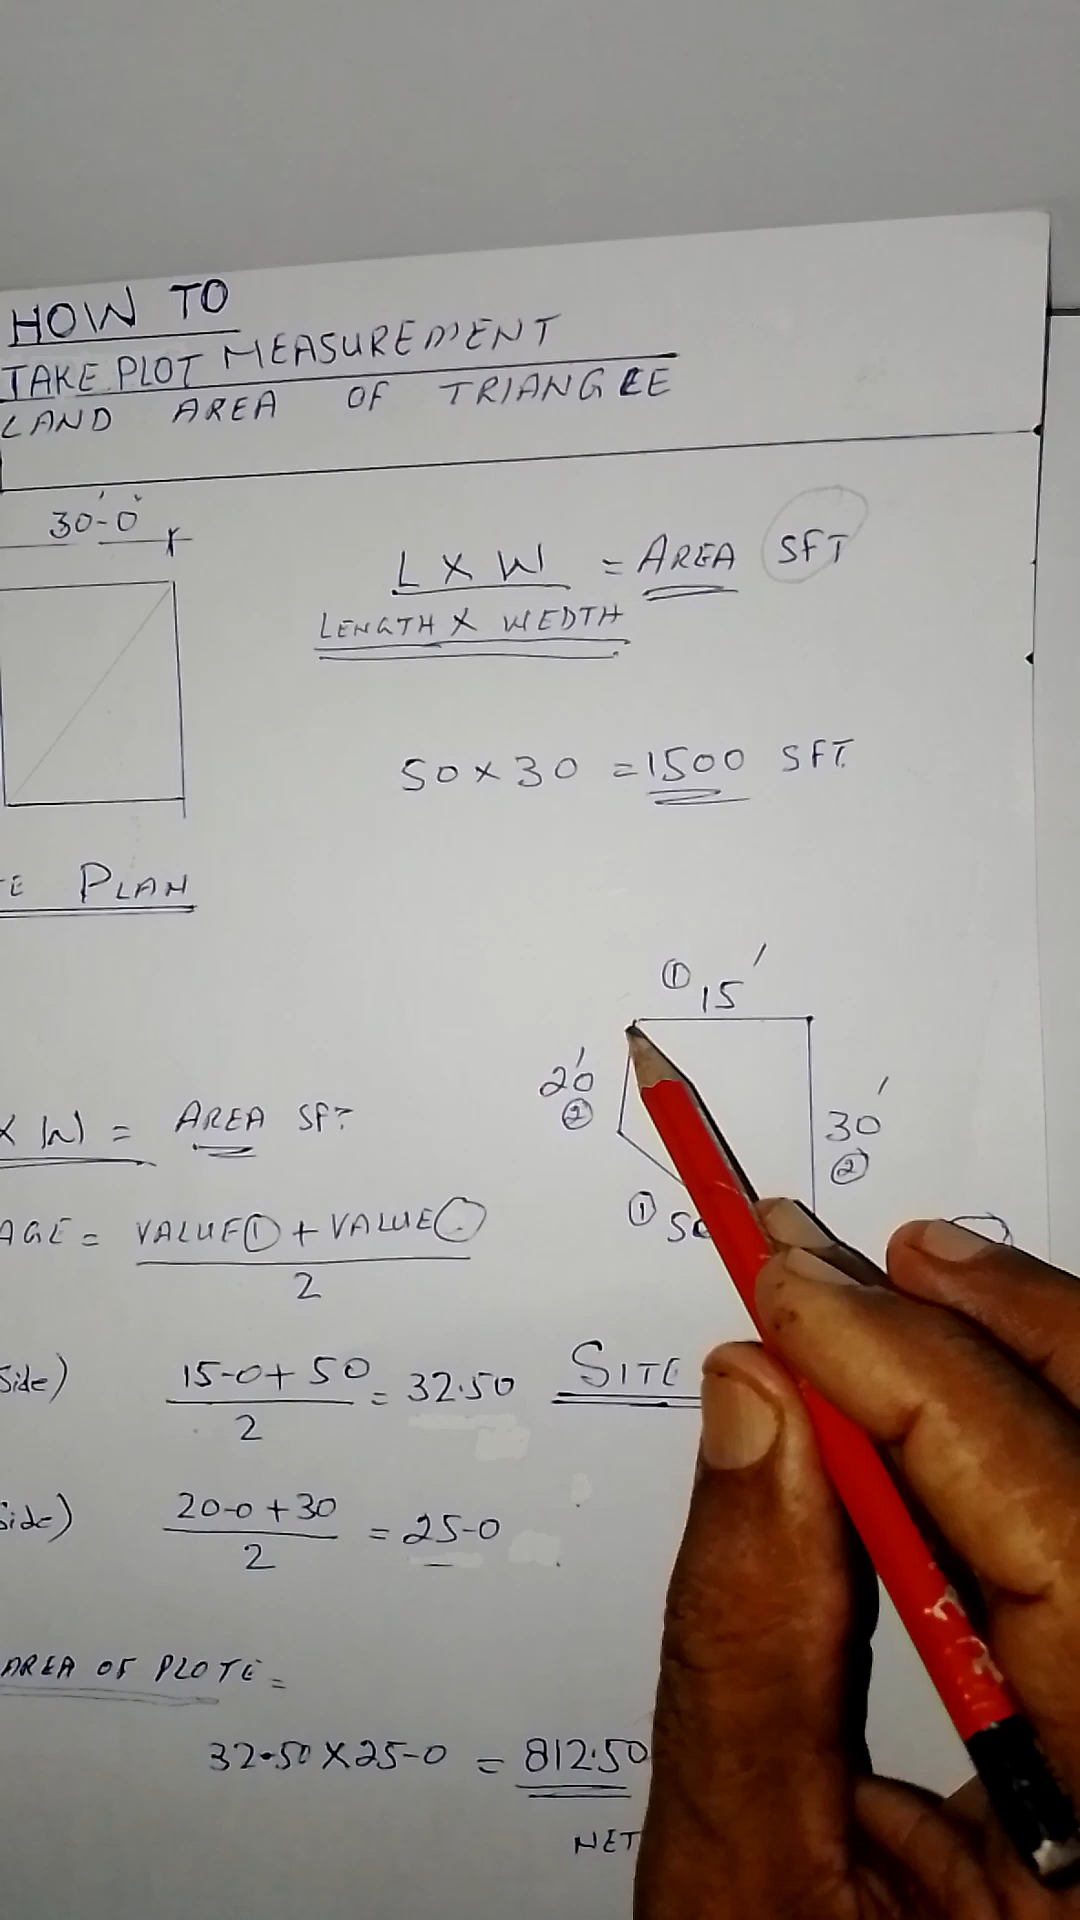 HOW TO
TAKE PLOT MEASUREMENT
LAND AREA OF TRIANGLE
30'-0"
L X W = AREA SFT
LENGTH X WEDTH
50 X 30 = 1500 SFT.
TE PLAN
① 15'
20'
②
30'
②
① 50
X W = AREA SFT
AGE = VALUE① + VALUE
2
Side) 15-0 + 50 = 32.50
2
SITE
Side) 20-0 + 30 = 25-0
2
AREA OF PLOTE =
32.50 X 25-0 = 812.50
NET